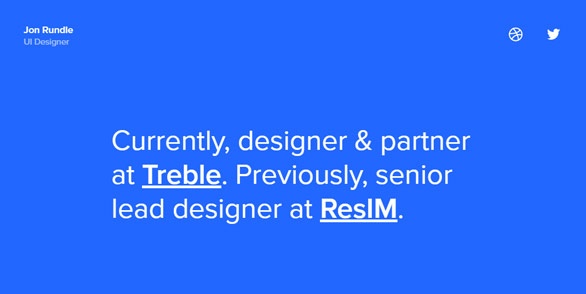 Jon Rundle
UI Designer
Currently, designer & partner
at Treble. Previously, senior
lead designer at ResIM.